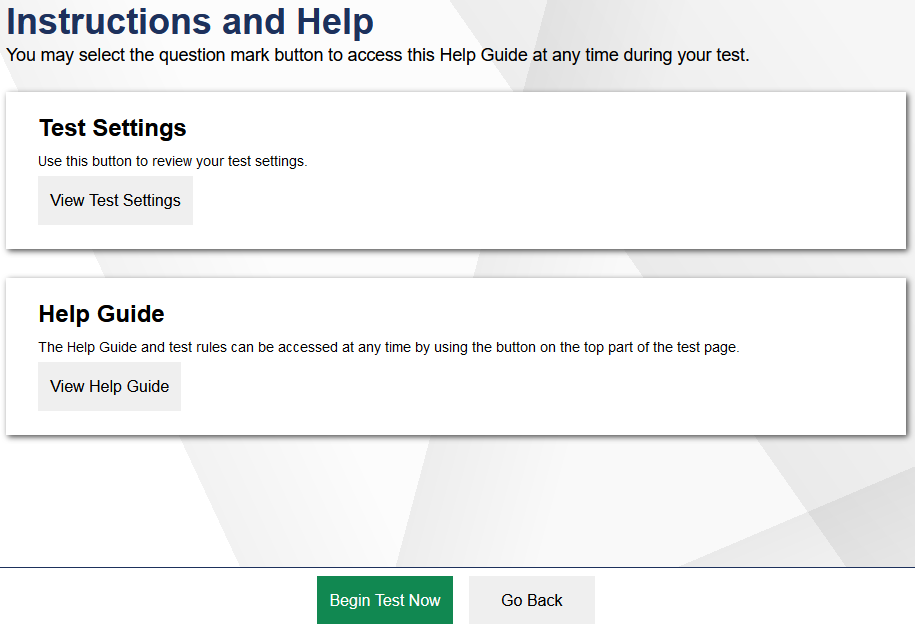 Instructions and Help
You may select the question mark button to access this Help Guide at any time during your test.
Test Settings
Use this button to review your test settings.
View Test Settings
Help Guide
The Help Guide and test rules can be accessed at any time by using the button on the top part of the test page.
View Help Guide
Begin Test Now
Go Back